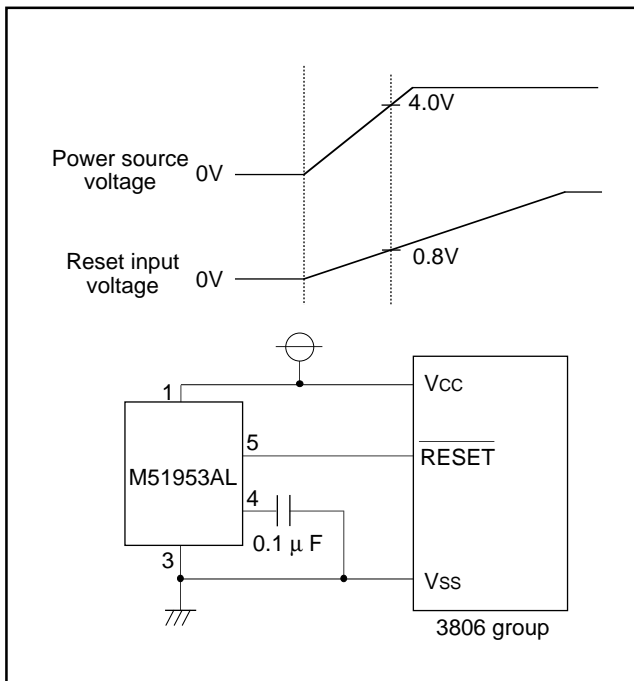 4.0V
Power source
voltage
0V
0.8V
Reset input
voltage
0V
1
VCC
5
RESET
M51953AL
4
0.1 μ F
3
VSS
3806 group